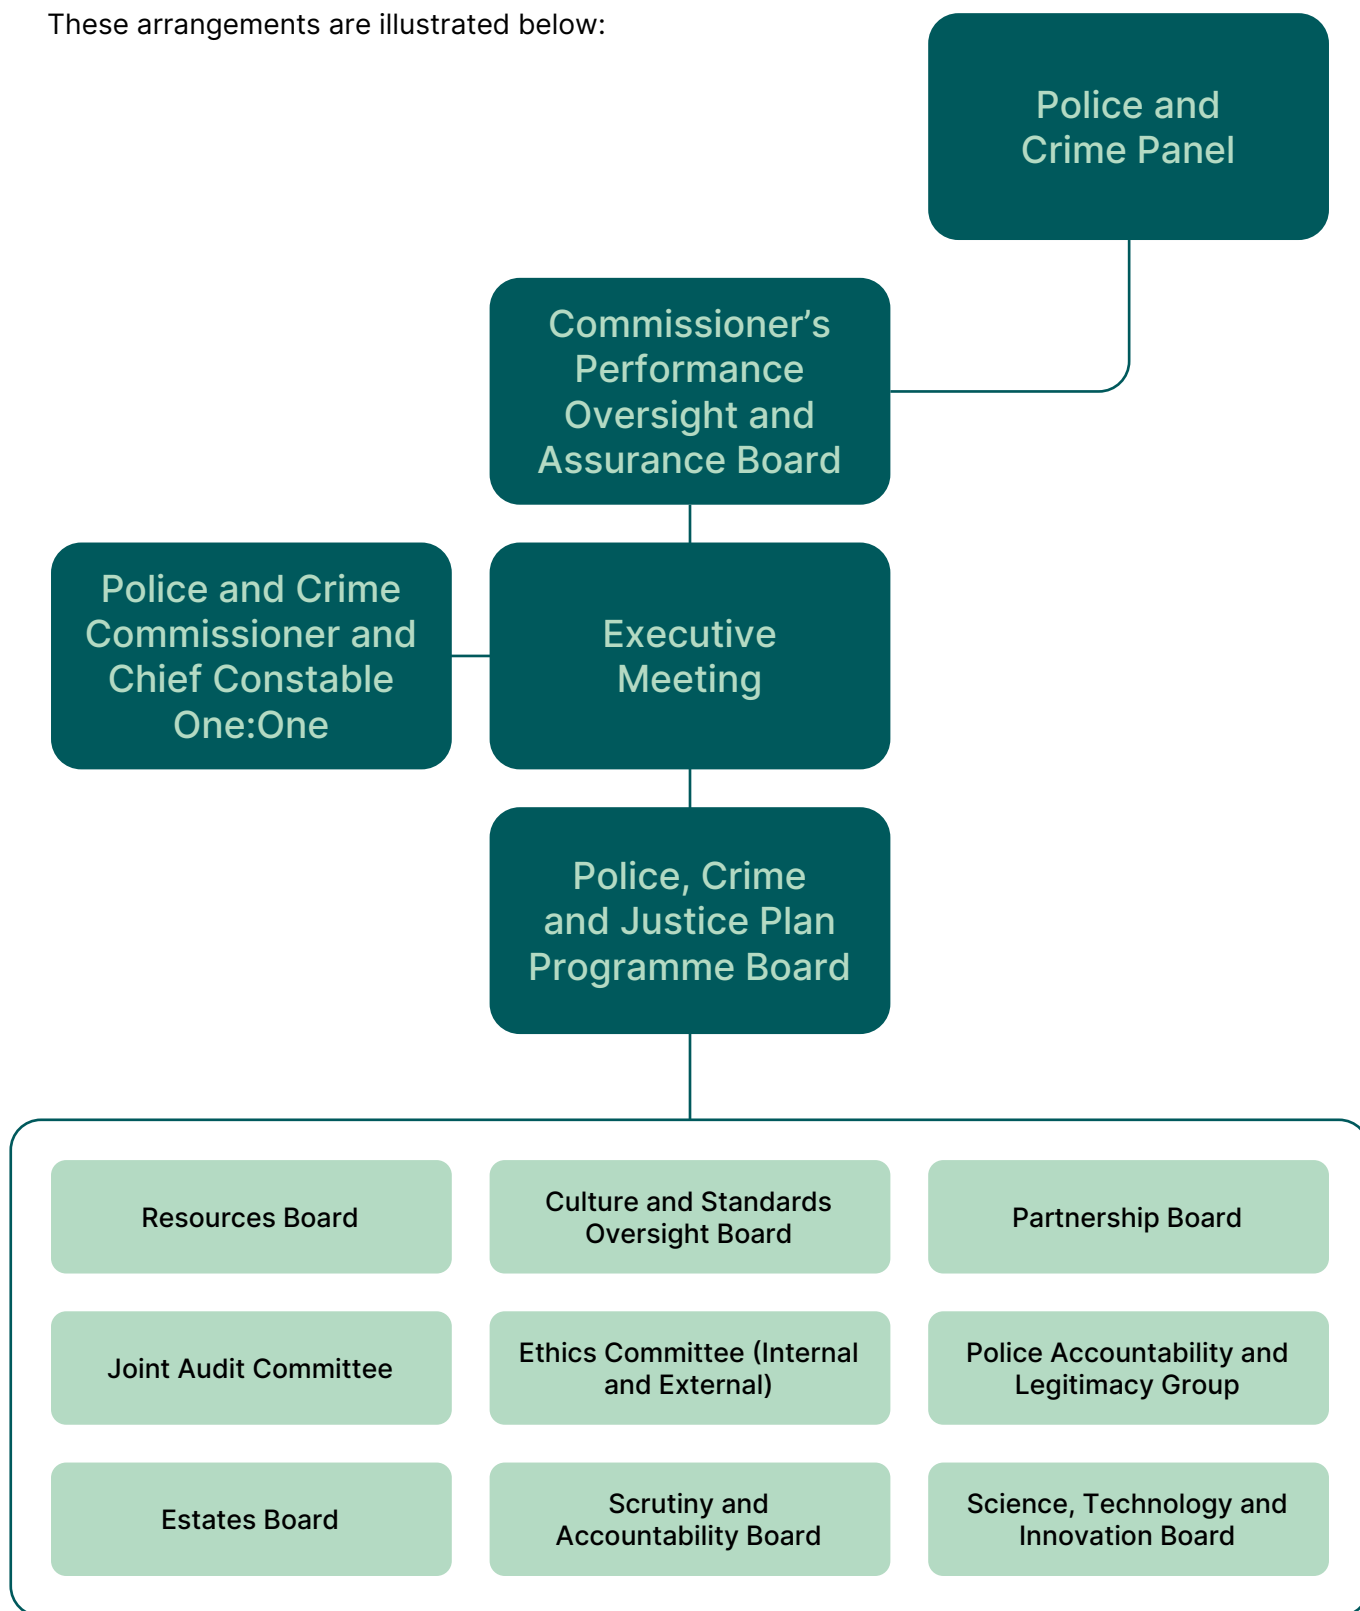 These arrangements are illustrated below:
Police and
Crime Panel
Commissioner’s
Performance
Oversight and
Assurance Board
Police and Crime
Commissioner and
Chief Constable
One:One
Executive
Meeting
Police, Crime
and Justice Plan
Programme Board
Resources Board
Culture and Standards
Oversight Board
Partnership Board
Joint Audit Committee
Ethics Committee (Internal
and External)
Police Accountability and
Legitimacy Group
Estates Board
Scrutiny and
Accountability Board
Science, Technology and
Innovation Board